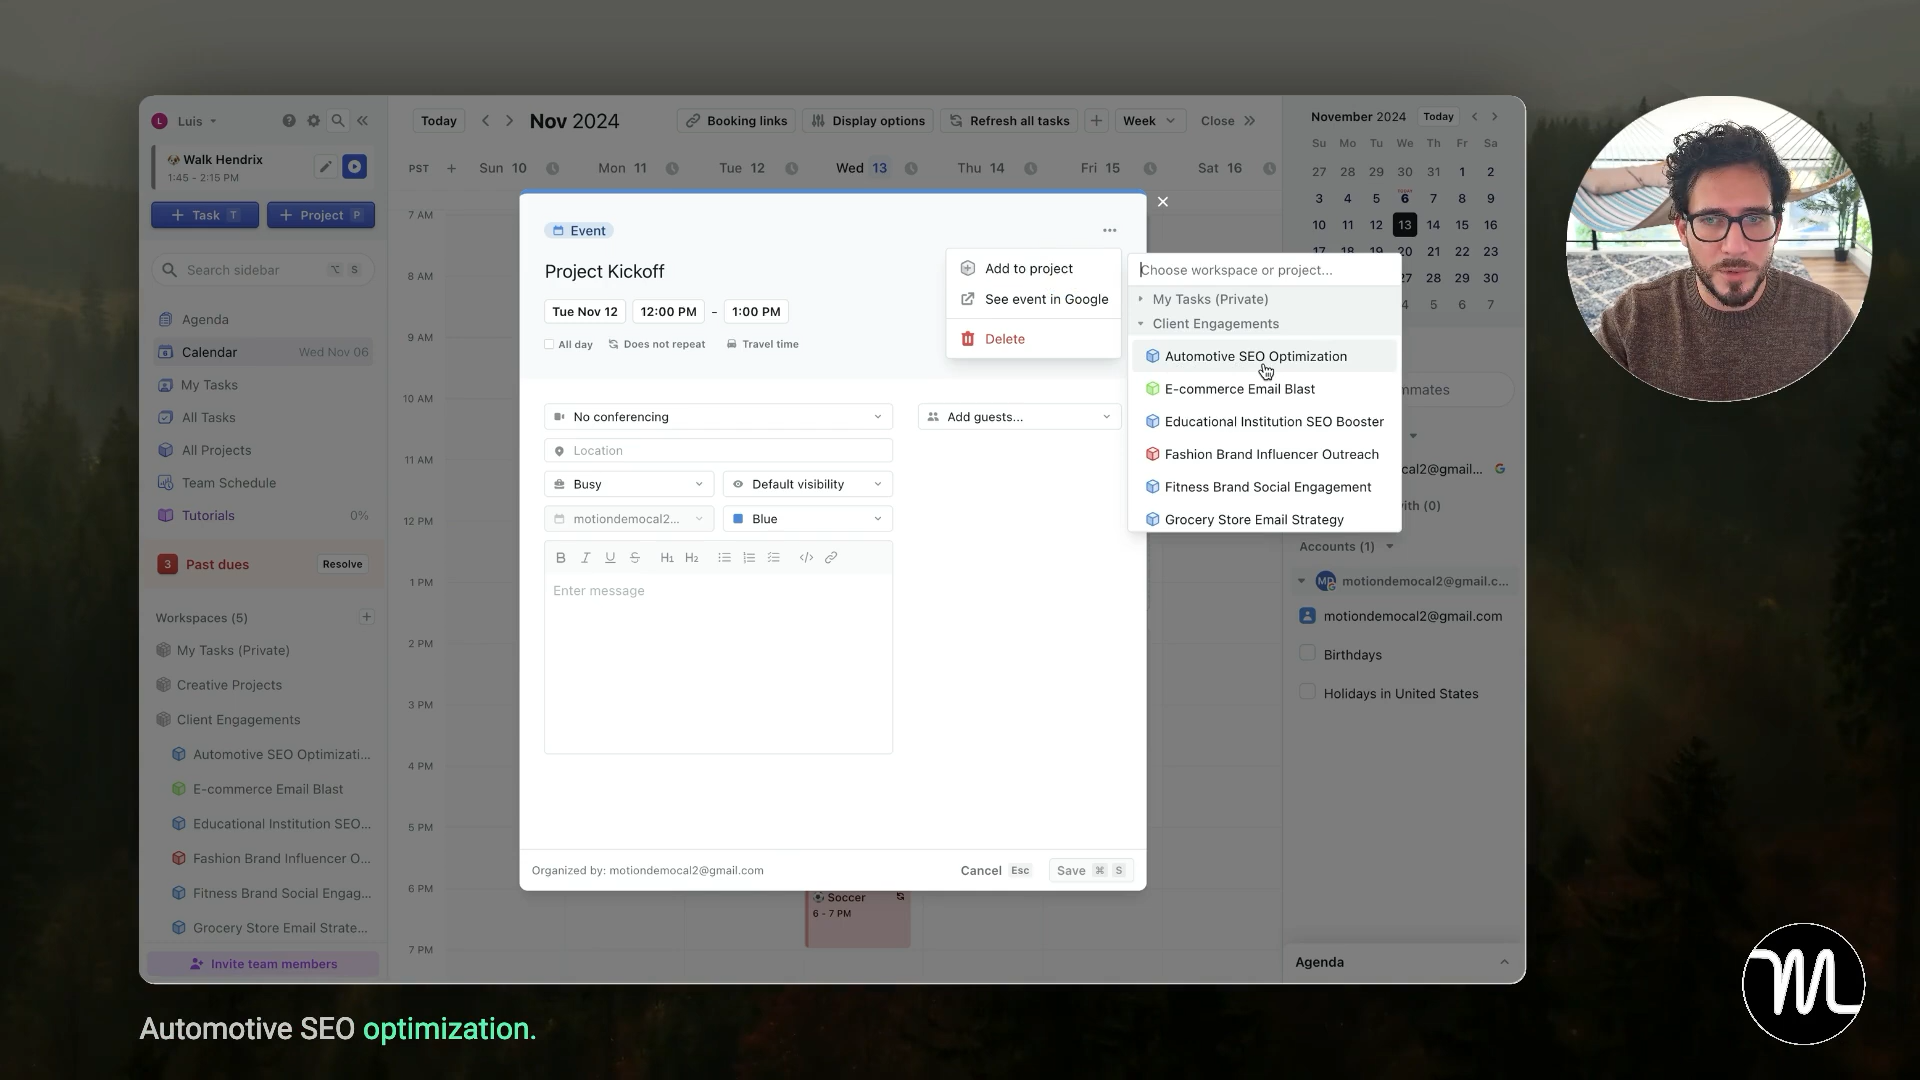 L Luis
Walk Hendrix
1:45 - 2:15 PM
Task T
Project P
Search sidebar
⌥ S
Agenda
Calendar
Wed Nov 06
My Tasks
All Tasks
All Projects
Team Schedule
Tutorials
0%
3 Past dues
Resolve
Workspaces (5)
My Tasks (Private)
Creative Projects
Client Engagements
Automotive SEO Optimizati...
E-commerce Email Blast
Educational Institution SEO...
Fashion Brand Influencer O...
Fitness Brand Social Engag...
Grocery Store Email Strate...
Invite team members
Today
Nov 2024
Booking links
Display options
Refresh all tasks
Week
Close
PST
Sun 10
Mon 11
Tue 12
Wed 13
Thu 14
Fri 15
Sat 16
7 AM
8 AM
9 AM
10 AM
11 AM
12 PM
1 PM
2 PM
3 PM
4 PM
5 PM
6 PM
7 PM
Soccer
6 - 7 PM
Event
Project Kickoff
Tue Nov 12
12:00 PM
-
1:00 PM
All day
Does not repeat
Travel time
No conferencing
Location
Busy
Default visibility
motiondemocal2...
Blue
B I U S H1 H2
Enter message
Add guests...
Organized by: motiondemocal2@gmail.com
Cancel Esc
Save ⌘ S
Add to project
See event in Google
Delete
Choose workspace or project...
My Tasks (Private)
Client Engagements
Automotive SEO Optimization
E-commerce Email Blast
Educational Institution SEO Booster
Fashion Brand Influencer Outreach
Fitness Brand Social Engagement
Grocery Store Email Strategy
November 2024
Today
Su Mo Tu We Th Fr Sa
27 28 29 30 31 1 2
TODAY
3 4 5 6 7 8 9
10 11 12 13 14 15 16
17 18 19 20 21 22 23
27 28 29 30
4 5 6 7
mmates
cal2@gmail...
ith (0)
Accounts (1)
motiondemocal2@gmail.c...
motiondemocal2@gmail.com
Birthdays
Holidays in United States
Agenda
M
Automotive SEO optimization.